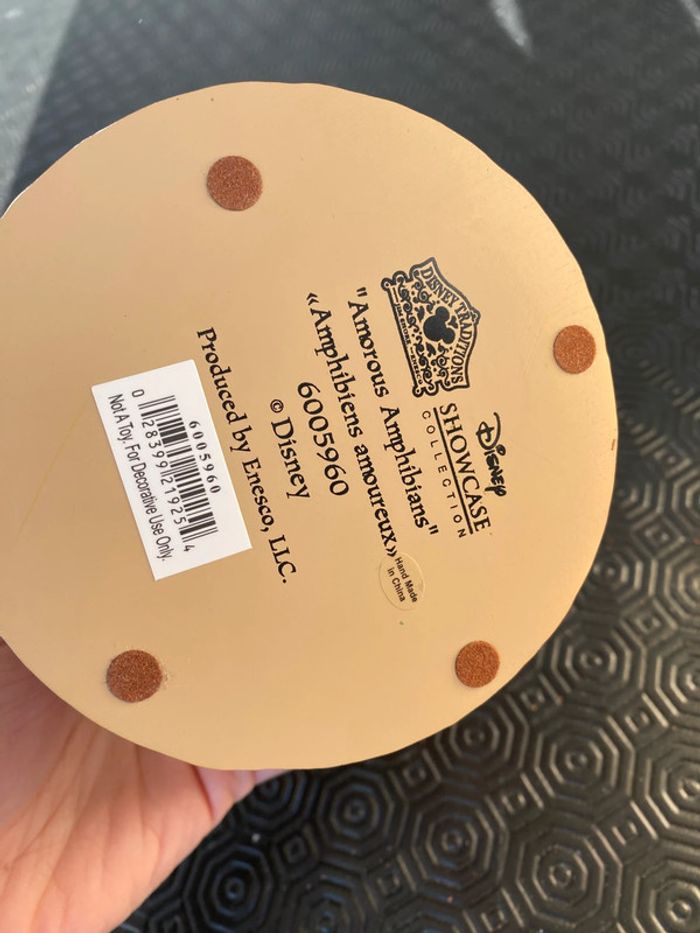 DISNEY TRADITIONS
Disney
SHOWCASE
COLLECTION
"Amorous Amphibians"
«Amphibiens amoureux»
6005960
© Disney
Produced by Enesco, LLC.
Hand Made
in China
6005960
0 28399 21925 4
Not A Toy. For Decorative Use Only.